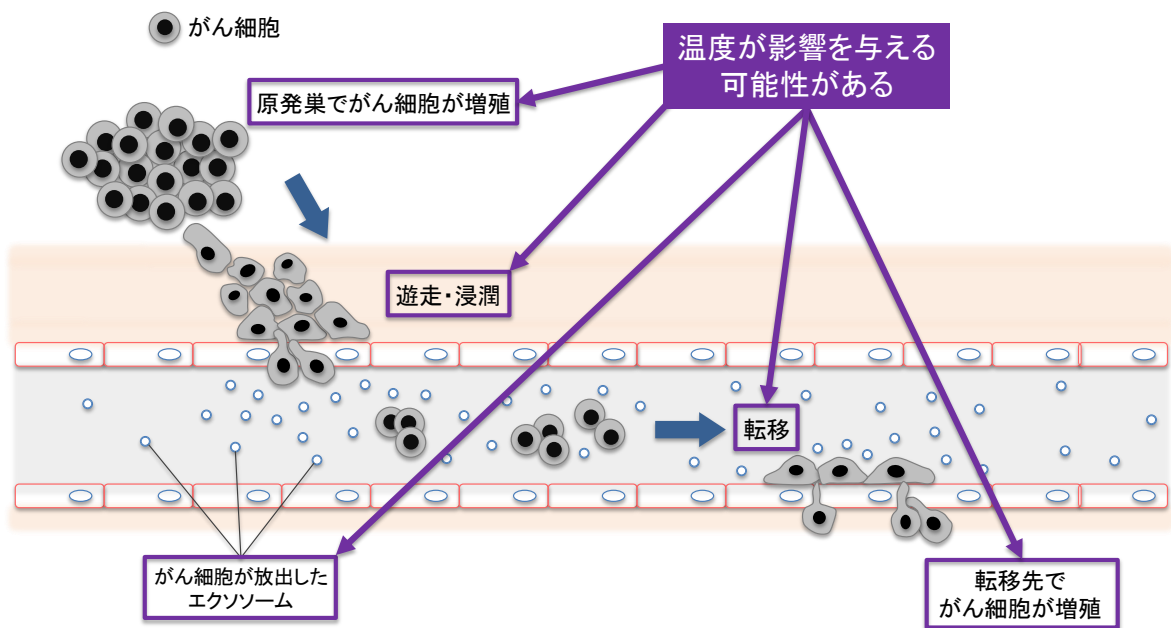 がん細胞
温度が影響を与える
可能性がある
原発巣でがん細胞が増殖
遊走・浸潤
転移
がん細胞が放出した
エクソソーム
転移先で
がん細胞が増殖